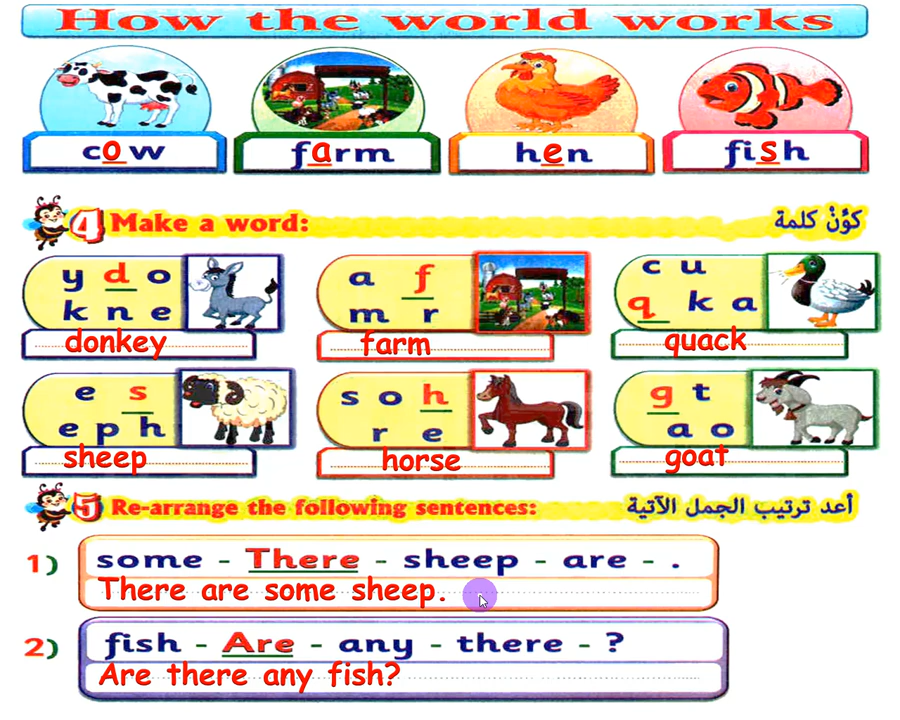 How the world works
cow farm hen fish
4 Make a word: كوِّنْ كلمة
y d o a f c u
k n e m r q k a
donkey farm quack
e s s o h g t
e p h r e a o
sheep horse goat
5 Re-arrange the following sentences: أعد ترتيب الجمل الآتية
1) some - There - sheep - are - .
There are some sheep.
2) fish - Are - any - there - ?
Are there any fish?